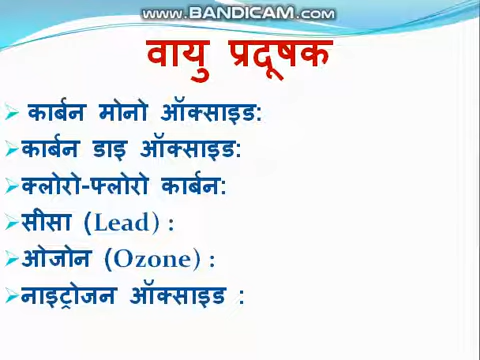 www.BANDICAM.com
वायु प्रदूषक
कार्बन मोनो ऑक्साइड:
कार्बन डाइ ऑक्साइड:
क्लोरो-फ्लोरो कार्बन:
सीसा (Lead) :
ओजोन (Ozone) :
नाइट्रोजन ऑक्साइड :